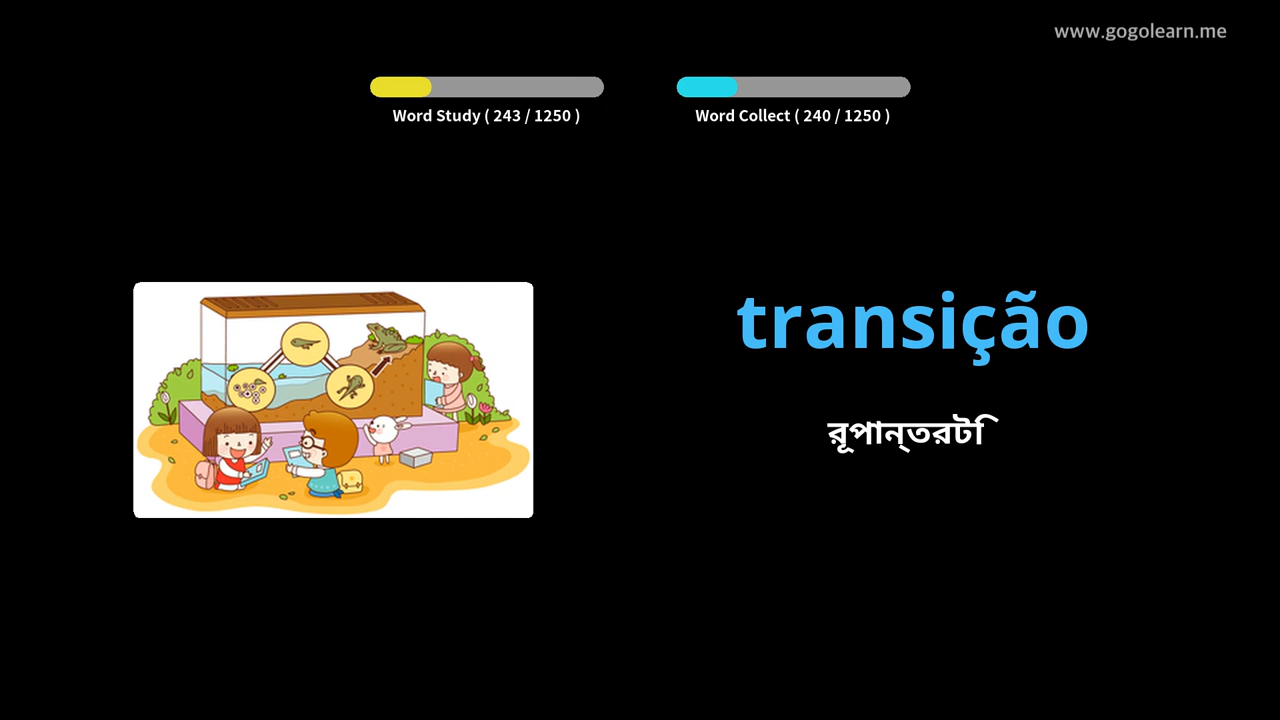 www.gogolearn.me
Word Study ( 243 / 1250 )
Word Collect ( 240 / 1250 )
transição
রূপান্তরটি